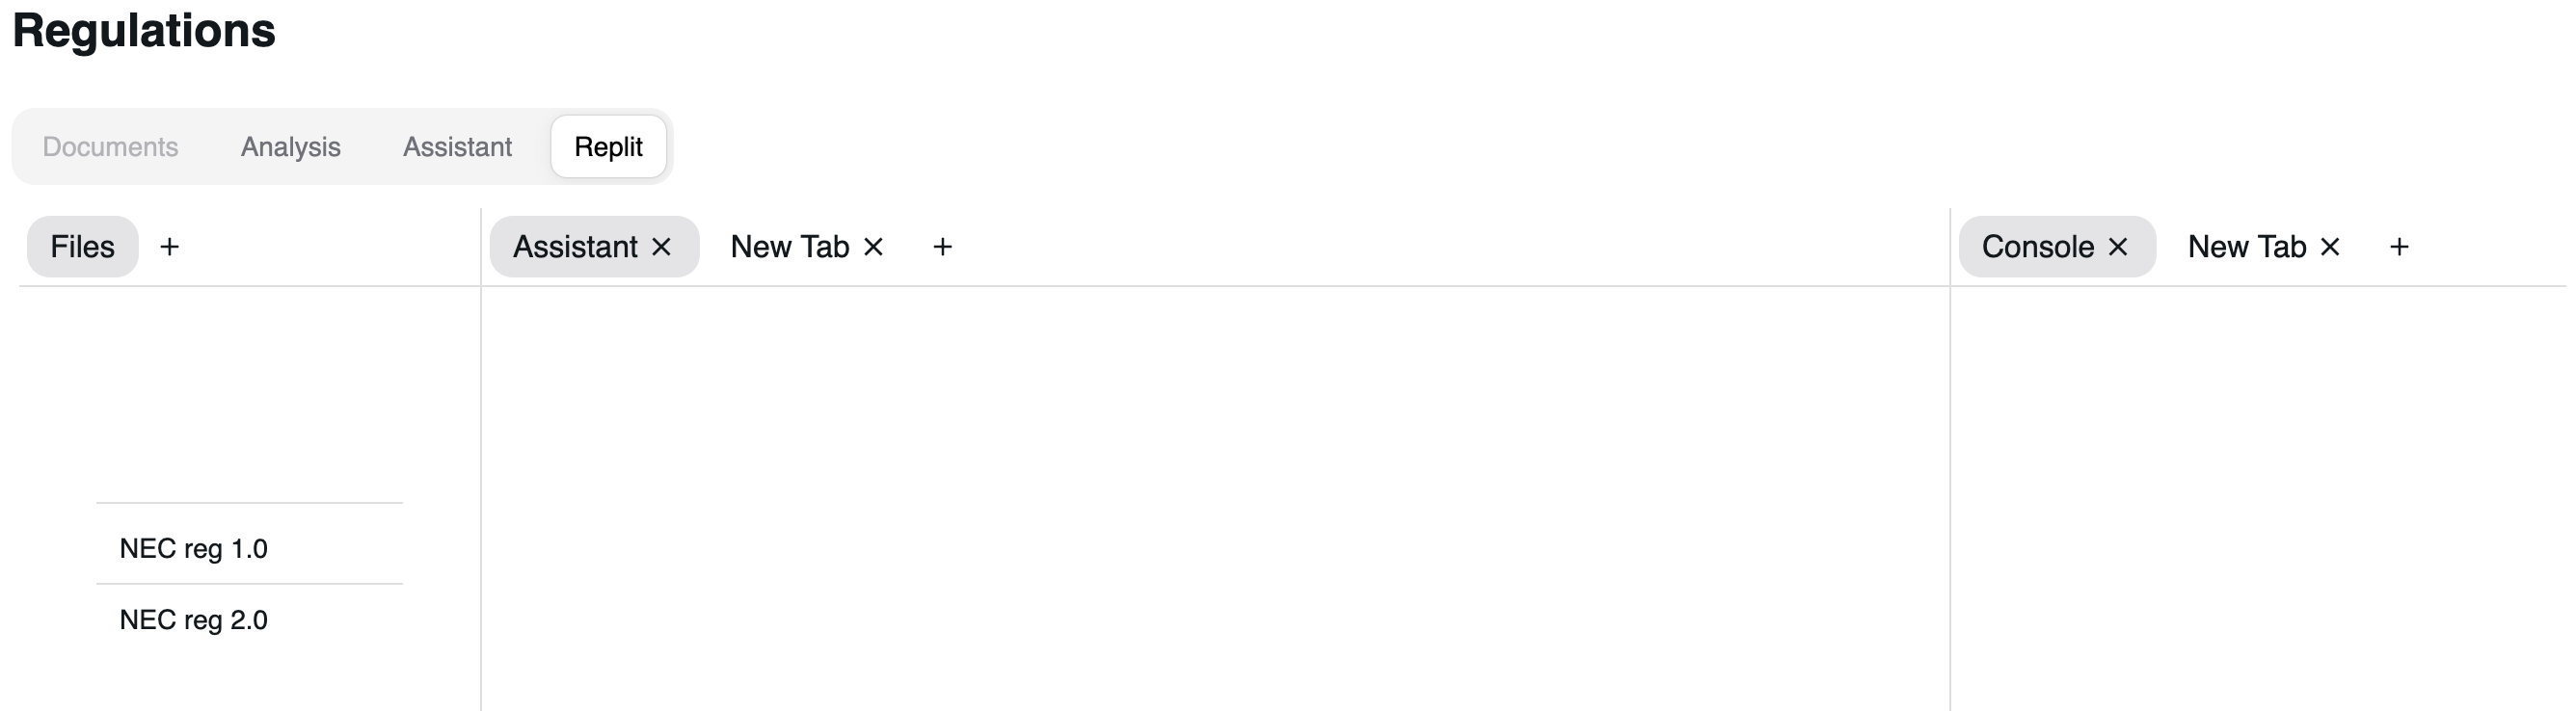 Regulations
Documents Analysis Assistant Replit
Files + Assistant × New Tab × + Console × New Tab × +
NEC reg 1.0
NEC reg 2.0